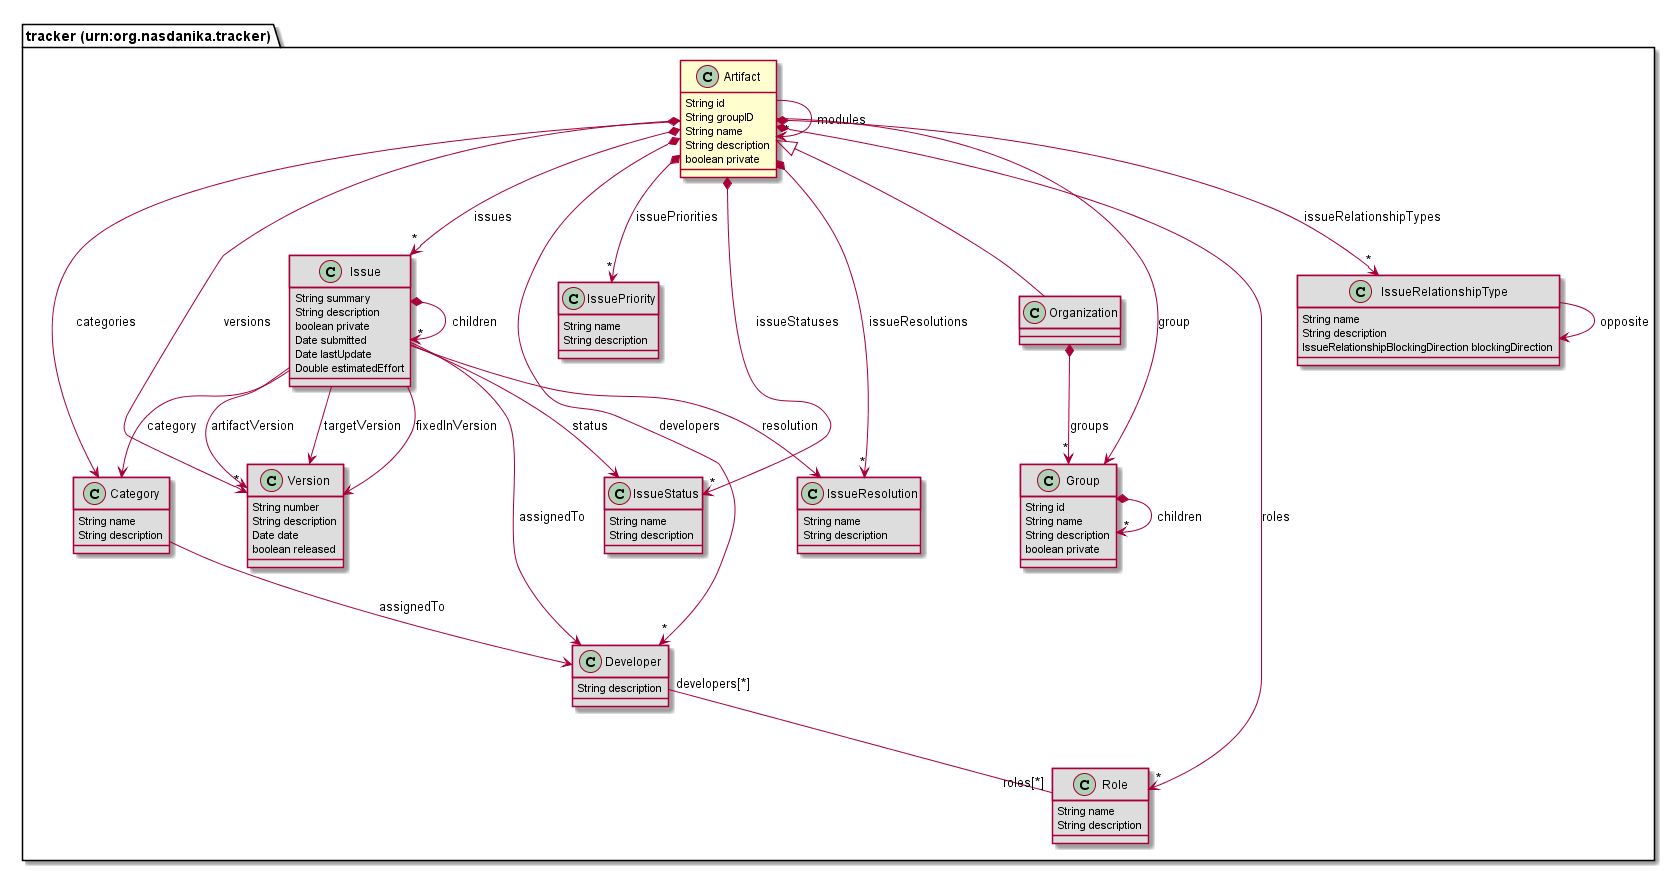 tracker (urn:org.nasdanika.tracker)
C Artifact
String id
String groupID
String name
String description
boolean private
modules
*
issues
*
issuePriorities
*
issueRelationshipTypes
*
C Issue
String summary
String description
boolean private
Date submitted
Date lastUpdate
Double estimatedEffort
children
*
C IssuePriority
String name
String description
C Organization
C IssueRelationshipType
String name
String description
IssueRelationshipBlockingDirection blockingDirection
opposite
categories
versions
issueStatuses
issueResolutions
group
category
artifactVersion
targetVersion
fixedInVersion
status
developers
resolution
groups
*
*
*
*
C Category
String name
String description
C Version
String number
String description
Date date
boolean released
C IssueStatus
String name
String description
C IssueResolution
String name
String description
C Group
String id
String name
String description
boolean private
children
*
assignedTo
roles
assignedTo
*
C Developer
String description
developers[*]
roles[*]
*
C Role
String name
String description